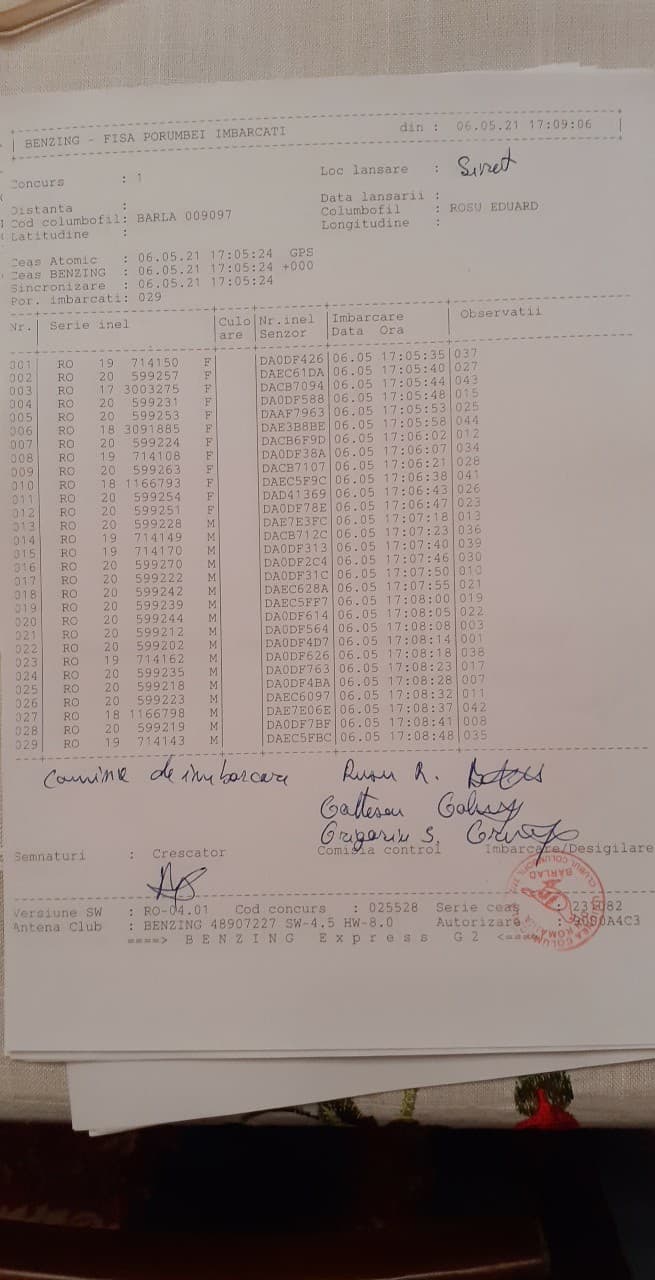 BENZING - FISA PORUMBEI IMBARCATI din : 06.05.21 17:09:06
Concurs : 1 Loc lansare : Siret
Distanta : Data lansarii :
Cod columbofil: BARLA 009097 Columbofil : ROSU EDUARD
Latitudine : Longitudine :
Ceas Atomic : 06.05.21 17:05:24 GPS
Ceas BENZING : 06.05.21 17:05:24 +000
Sincronizare : 06.05.21 17:05:24
Por. imbarcati: 029
Nr. Serie inel Culo Nr.inel Imbarcare Observatii
are Senzor Data Ora
001 RO 19 714150 F DA0DF426 06.05 17:05:35 037
002 RO 20 599257 F DAEC61DA 06.05 17:05:40 027
003 RO 17 3003275 F DACB7094 06.05 17:05:44 043
004 RO 20 599231 F DA0DF588 06.05 17:05:48 015
005 RO 20 599253 F DAAF7963 06.05 17:05:53 025
006 RO 18 3091885 F DAE3B8BE 06.05 17:05:58 044
007 RO 20 599224 F DACB6F9D 06.05 17:06:02 012
008 RO 19 714108 F DA0DF38A 06.05 17:06:07 034
009 RO 20 599263 F DACB7107 06.05 17:06:21 028
010 RO 18 1166793 F DAEC5F9C 06.05 17:06:38 041
011 RO 20 599254 F DAD41369 06.05 17:06:43 026
012 RO 20 599251 F DA0DF78E 06.05 17:06:47 023
013 RO 20 599228 M DAE7E3FC 06.05 17:07:18 013
014 RO 19 714149 M DACB712C 06.05 17:07:23 036
015 RO 19 714170 M DA0DF313 06.05 17:07:40 039
016 RO 20 599270 M DA0DF2C4 06.05 17:07:46 030
017 RO 20 599222 M DA0DF31C 06.05 17:07:50 010
018 RO 20 599242 M DAEC628A 06.05 17:07:55 021
019 RO 20 599239 M DAEC5FF7 06.05 17:08:00 019
020 RO 20 599244 M DA0DF614 06.05 17:08:05 022
021 RO 20 599212 M DA0DF564 06.05 17:08:08 003
022 RO 20 599202 M DA0DF4D7 06.05 17:08:14 001
023 RO 19 714162 M DA0DF626 06.05 17:08:18 038
024 RO 20 599235 M DA0DF763 06.05 17:08:23 017
025 RO 20 599218 M DA0DF4BA 06.05 17:08:28 007
026 RO 20 599223 M DAEC6097 06.05 17:08:32 011
027 RO 18 1166798 M DAE7E06E 06.05 17:08:37 042
028 RO 20 599219 M DA0DF7BF 06.05 17:08:41 008
029 RO 19 714143 M DAEC5FBC 06.05 17:08:48 035
de imbarcare Rusu R.
Grigoriu S.
Semnaturi : Crescator Comisia control Imbarcare/Desigilare
Versiune SW : RO-04.01 Cod concurs : 025528 Serie ceas :
Antena Club : BENZING 48907227 SW-4.5 HW-8.0 Autorizare :
====> BENZING Express G2 <====
BARLAD